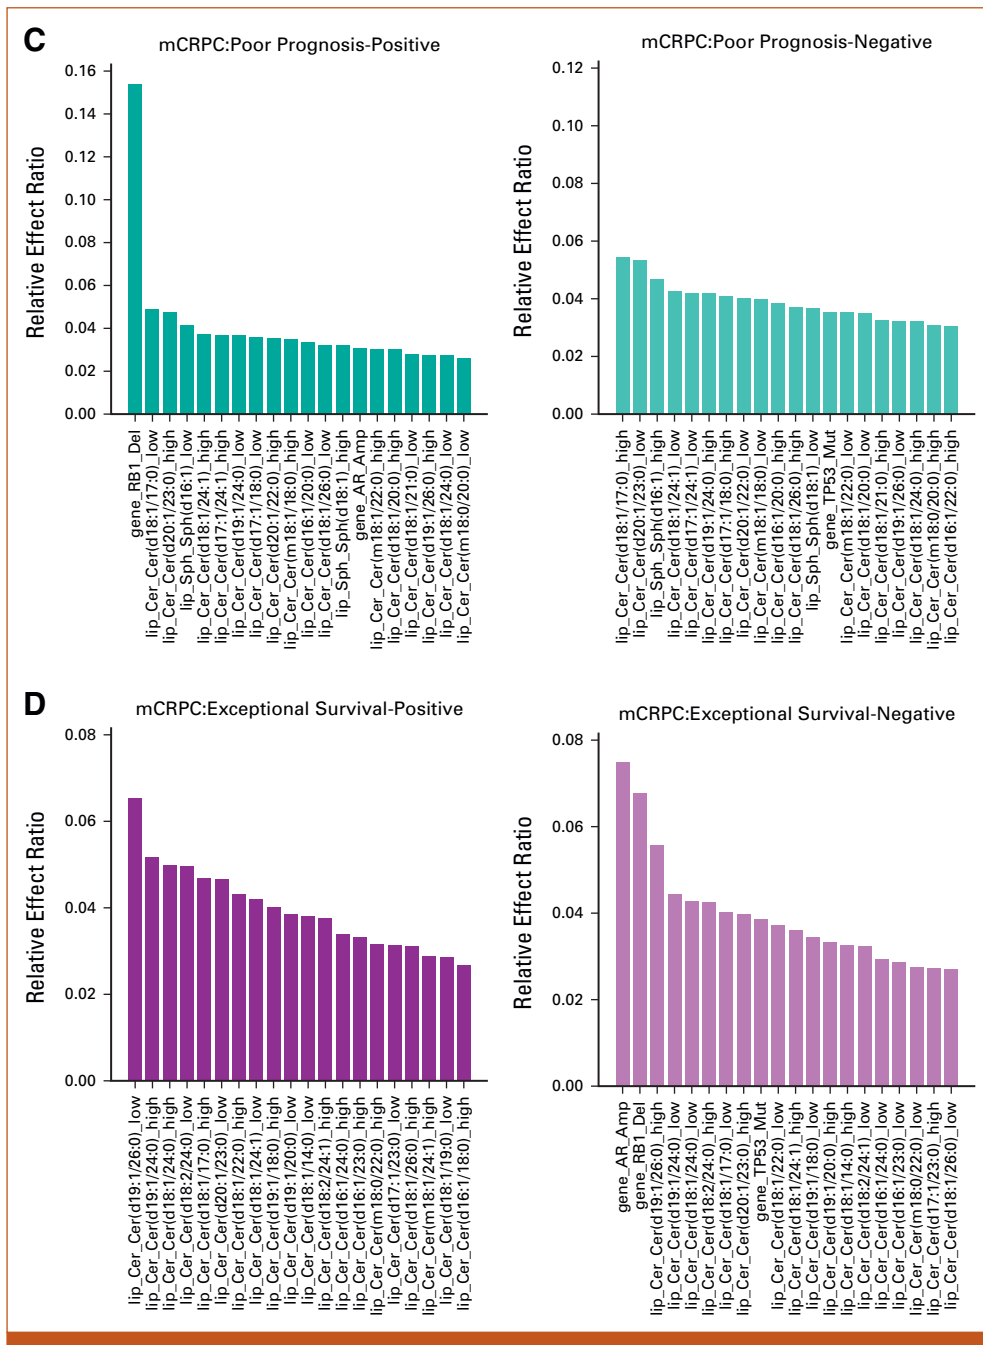 C
mCRPC:Poor Prognosis-Positive
Relative Effect Ratio
0.16
0.14
0.12
0.10
0.08
0.06
0.04
0.02
0.00
gene_RB1_Del
lip_Cer_Cer(d18:1/17:0)_low
lip_Cer_Cer(d20:1/23:0)_high
lip_Sph_Sph(d16:1)_low
lip_Cer_Cer(d18:1/24:1)_high
lip_Cer_Cer(d17:1/24:1)_high
lip_Cer_Cer(d19:1/24:0)_low
lip_Cer_Cer(d17:1/18:0)_low
lip_Cer_Cer(d20:1/22:0)_high
lip_Cer_Cer(m18:1/18:0)_high
lip_Cer_Cer(d16:1/20:0)_low
lip_Cer_Cer(d18:1/26:0)_low
lip_Sph_Sph(d18:1)_high
gene_AR_Amp
lip_Cer_Cer(m18:1/22:0)_high
lip_Cer_Cer(d18:1/20:0)_high
lip_Cer_Cer(d18:1/21:0)_low
lip_Cer_Cer(d19:1/26:0)_high
lip_Cer_Cer(d18:1/24:0)_low
lip_Cer_Cer(m18:0/20:0)_low
mCRPC:Poor Prognosis-Negative
Relative Effect Ratio
0.12
0.10
0.08
0.06
0.04
0.02
0.00
lip_Cer_Cer(d18:1/17:0)_high
lip_Cer_Cer(d20:1/23:0)_low
lip_Sph_Sph(d16:1)_high
lip_Cer_Cer(d18:1/24:1)_low
lip_Cer_Cer(d17:1/24:1)_low
lip_Cer_Cer(d19:1/24:0)_high
lip_Cer_Cer(d17:1/18:0)_high
lip_Cer_Cer(d20:1/22:0)_low
lip_Cer_Cer(m18:1/18:0)_low
lip_Cer_Cer(d16:1/20:0)_high
lip_Cer_Cer(d18:1/26:0)_high
lip_Sph_Sph(d18:1)_low
gene_TP53_Mut
lip_Cer_Cer(m18:1/22:0)_low
lip_Cer_Cer(d18:1/20:0)_low
lip_Cer_Cer(d18:1/21:0)_high
lip_Cer_Cer(d19:1/26:0)_low
lip_Cer_Cer(d18:1/24:0)_high
lip_Cer_Cer(m18:0/20:0)_high
lip_Cer_Cer(d16:1/22:0)_high
D
mCRPC:Exceptional Survival-Positive
Relative Effect Ratio
0.08
0.06
0.04
0.02
0.00
lip_Cer_Cer(d19:1/26:0)_low
lip_Cer_Cer(d19:1/24:0)_high
lip_Cer_Cer(d18:1/24:0)_high
lip_Cer_Cer(d18:2/24:0)_low
lip_Cer_Cer(d18:1/17:0)_high
lip_Cer_Cer(d20:1/23:0)_low
lip_Cer_Cer(d18:1/22:0)_high
lip_Cer_Cer(d18:1/24:1)_low
lip_Cer_Cer(d19:1/18:0)_high
lip_Cer_Cer(d19:1/20:0)_low
lip_Cer_Cer(d18:1/14:0)_low
lip_Cer_Cer(d18:2/24:1)_high
lip_Cer_Cer(d16:1/24:0)_high
lip_Cer_Cer(d16:1/23:0)_high
lip_Cer_Cer(m18:0/22:0)_high
lip_Cer_Cer(d17:1/23:0)_low
lip_Cer_Cer(d18:1/26:0)_high
lip_Cer_Cer(m18:1/24:1)_high
lip_Cer_Cer(d18:1/19:0)_low
lip_Cer_Cer(d16:1/18:0)_high
mCRPC:Exceptional Survival-Negative
Relative Effect Ratio
0.08
0.06
0.04
0.02
0.00
gene_AR_Amp
gene_RB1_Del
lip_Cer_Cer(d19:1/26:0)_high
lip_Cer_Cer(d19:1/24:0)_low
lip_Cer_Cer(d18:1/24:0)_low
lip_Cer_Cer(d18:2/24:0)_high
lip_Cer_Cer(d18:1/17:0)_low
lip_Cer_Cer(d20:1/23:0)_high
gene_TP53_Mut
lip_Cer_Cer(d18:1/22:0)_low
lip_Cer_Cer(d18:1/24:1)_high
lip_Cer_Cer(d19:1/18:0)_low
lip_Cer_Cer(d19:1/20:0)_high
lip_Cer_Cer(d18:1/14:0)_high
lip_Cer_Cer(d18:2/24:1)_low
lip_Cer_Cer(d16:1/24:0)_low
lip_Cer_Cer(d16:1/23:0)_low
lip_Cer_Cer(m18:0/22:0)_low
lip_Cer_Cer(d17:1/23:0)_high
lip_Cer_Cer(d18:1/26:0)_low